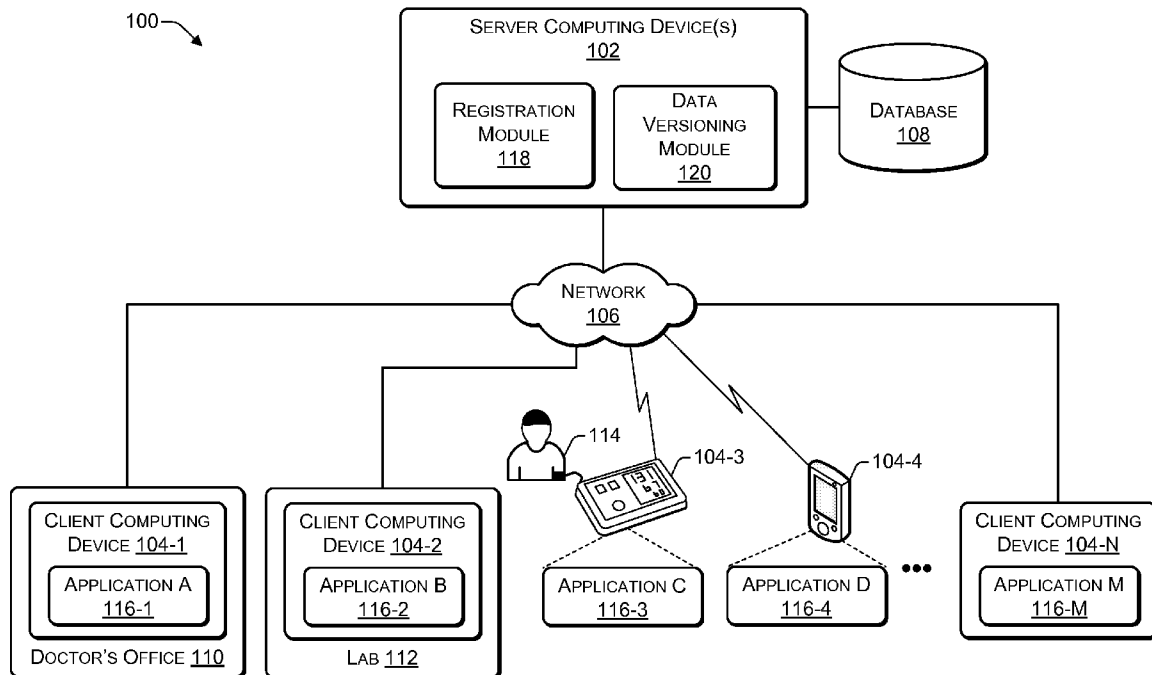 100
SERVER COMPUTING DEVICE(S)
102
REGISTRATION
MODULE
118
DATA
VERSIONING
MODULE
120
DATABASE
108
NETWORK
106
114
104-3
104-4
CLIENT COMPUTING
DEVICE 104-1
APPLICATION A
116-1
DOCTOR'S OFFICE 110
CLIENT COMPUTING
DEVICE 104-2
APPLICATION B
116-2
LAB 112
APPLICATION C
116-3
APPLICATION D
116-4
CLIENT COMPUTING
DEVICE 104-N
APPLICATION M
116-M